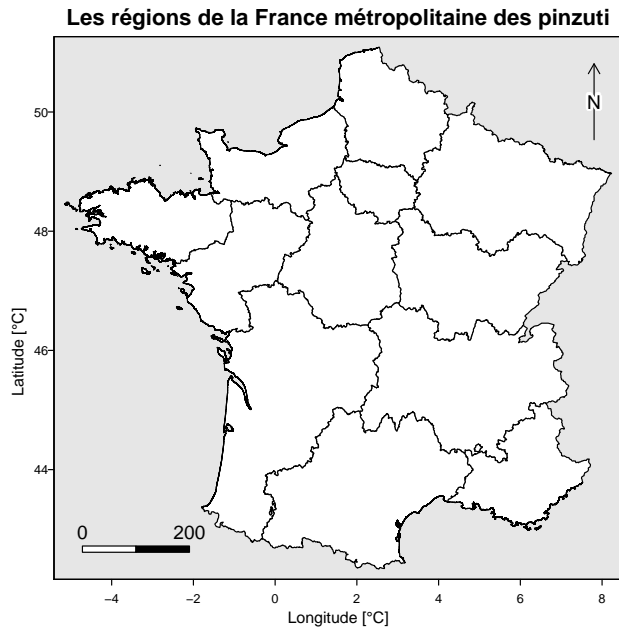 Les régions de la France métropolitaine des pinzuti
N
50
48
46
44
Latitude [°C]
0 200
−4 −2 0 2 4 6 8
Longitude [°C]